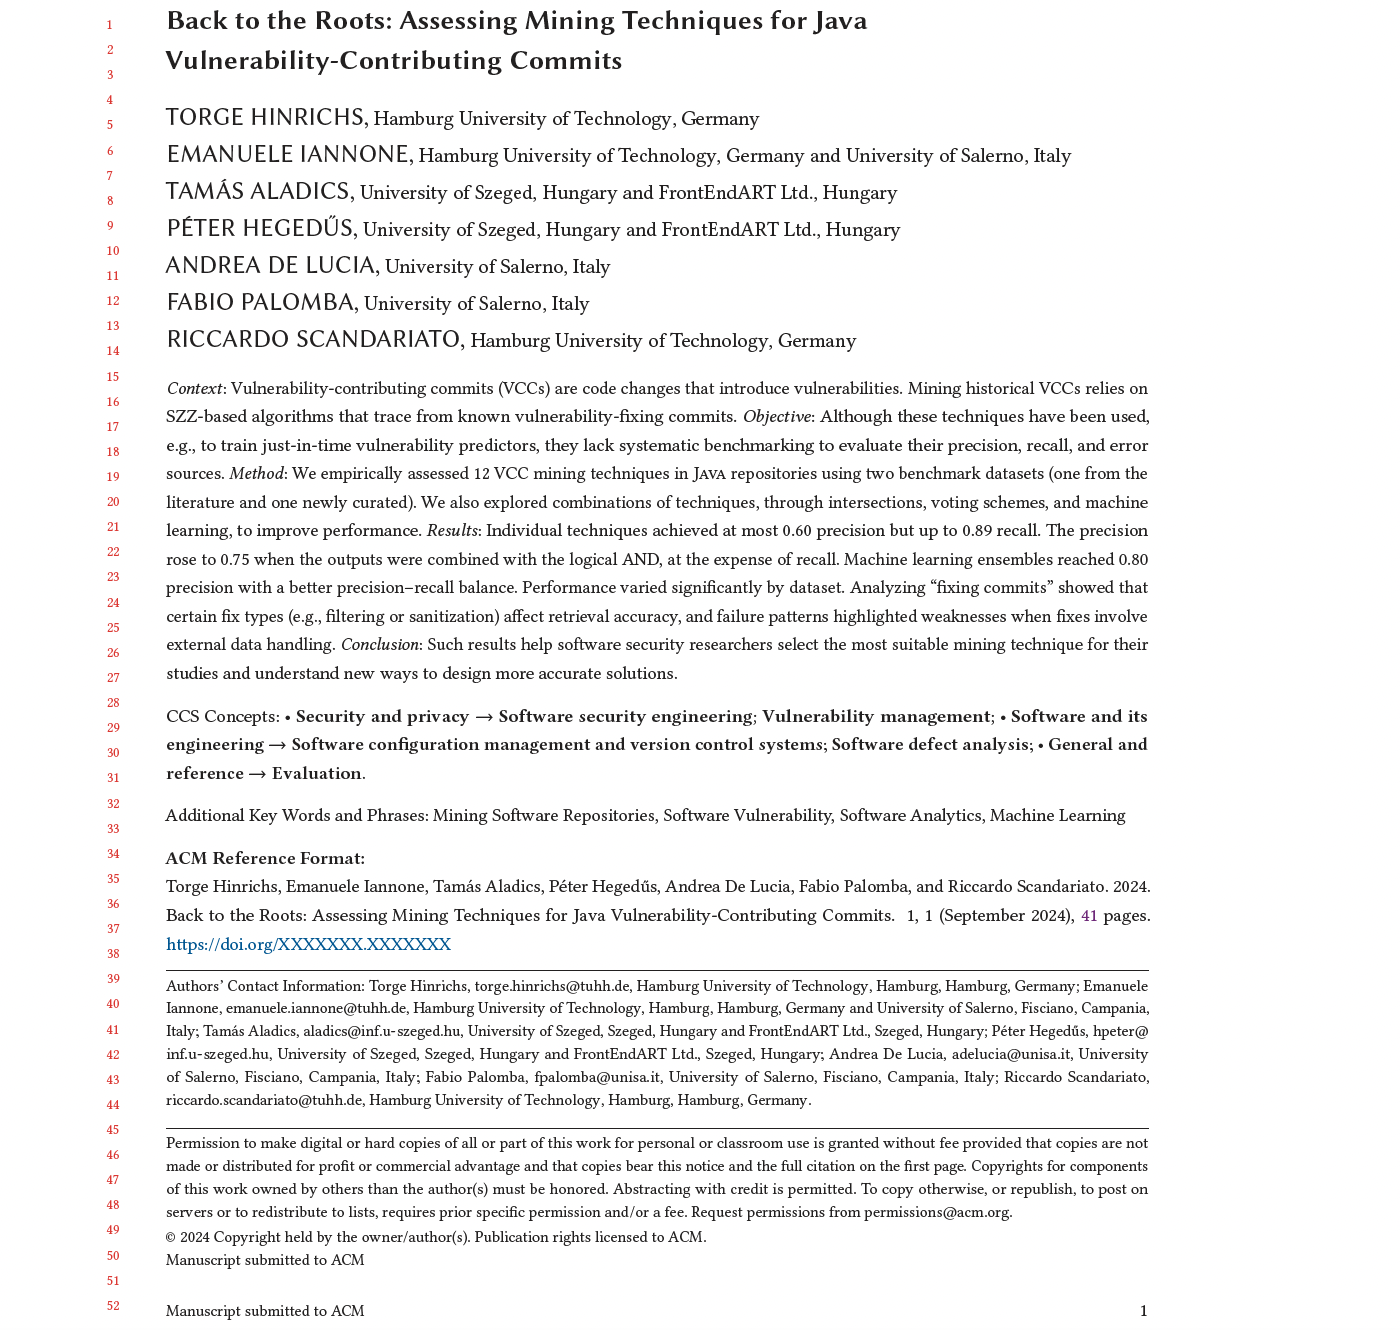 1 Back to the Roots: Assessing Mining Techniques for Java
2 Vulnerability-Contributing Commits
3
4 TORGE HINRICHS, Hamburg University of Technology, Germany
5
6 EMANUELE IANNONE, Hamburg University of Technology, Germany and University of Salerno, Italy
7
8 TAMÁS ALADICS, University of Szeged, Hungary and FrontEndART Ltd., Hungary
9 PÉTER HEGEDŰS, University of Szeged, Hungary and FrontEndART Ltd., Hungary
10
11 ANDREA DE LUCIA, University of Salerno, Italy
12 FABIO PALOMBA, University of Salerno, Italy
13
14 RICCARDO SCANDARIATO, Hamburg University of Technology, Germany
15
16 Context: Vulnerability-contributing commits (VCCs) are code changes that introduce vulnerabilities. Mining historical VCCs relies on
17 SZZ-based algorithms that trace from known vulnerability-fixing commits. Objective: Although these techniques have been used,
18 e.g., to train just-in-time vulnerability predictors, they lack systematic benchmarking to evaluate their precision, recall, and error
19 sources. Method: We empirically assessed 12 VCC mining techniques in Java repositories using two benchmark datasets (one from the
20 literature and one newly curated). We also explored combinations of techniques, through intersections, voting schemes, and machine
21 learning, to improve performance. Results: Individual techniques achieved at most 0.60 precision but up to 0.89 recall. The precision
22 rose to 0.75 when the outputs were combined with the logical AND, at the expense of recall. Machine learning ensembles reached 0.80
23 precision with a better precision–recall balance. Performance varied significantly by dataset. Analyzing “fixing commits” showed that
24 certain fix types (e.g., filtering or sanitization) affect retrieval accuracy, and failure patterns highlighted weaknesses when fixes involve
25
26 external data handling. Conclusion: Such results help software security researchers select the most suitable mining technique for their
27 studies and understand new ways to design more accurate solutions.
28
29 CCS Concepts: • Security and privacy → Software security engineering; Vulnerability management; • Software and its
30 engineering → Software configuration management and version control systems; Software defect analysis; • General and
31 reference → Evaluation.
32
33 Additional Key Words and Phrases: Mining Software Repositories, Software Vulnerability, Software Analytics, Machine Learning
34 ACM Reference Format:
35 Torge Hinrichs, Emanuele Iannone, Tamás Aladics, Péter Hegedűs, Andrea De Lucia, Fabio Palomba, and Riccardo Scandariato. 2024.
36
37 Back to the Roots: Assessing Mining Techniques for Java Vulnerability-Contributing Commits. 1, 1 (September 2024), 41 pages.
38 https://doi.org/XXXXXXX.XXXXXXX
39 Authors’ Contact Information: Torge Hinrichs, torge.hinrichs@tuhh.de, Hamburg University of Technology, Hamburg, Hamburg, Germany; Emanuele
40 Iannone, emanuele.iannone@tuhh.de, Hamburg University of Technology, Hamburg, Hamburg, Germany and University of Salerno, Fisciano, Campania,
41 Italy; Tamás Aladics, aladics@inf.u-szeged.hu, University of Szeged, Szeged, Hungary and FrontEndART Ltd., Szeged, Hungary; Péter Hegedűs, hpeter@
42 inf.u-szeged.hu, University of Szeged, Szeged, Hungary and FrontEndART Ltd., Szeged, Hungary; Andrea De Lucia, adelucia@unisa.it, University
43 of Salerno, Fisciano, Campania, Italy; Fabio Palomba, fpalomba@unisa.it, University of Salerno, Fisciano, Campania, Italy; Riccardo Scandariato,
44 riccardo.scandariato@tuhh.de, Hamburg University of Technology, Hamburg, Hamburg, Germany.
45
46 Permission to make digital or hard copies of all or part of this work for personal or classroom use is granted without fee provided that copies are not
47 made or distributed for profit or commercial advantage and that copies bear this notice and the full citation on the first page. Copyrights for components
48 of this work owned by others than the author(s) must be honored. Abstracting with credit is permitted. To copy otherwise, or republish, to post on
servers or to redistribute to lists, requires prior specific permission and/or a fee. Request permissions from permissions@acm.org.
49 © 2024 Copyright held by the owner/author(s). Publication rights licensed to ACM.
50 Manuscript submitted to ACM
51
52 Manuscript submitted to ACM 1